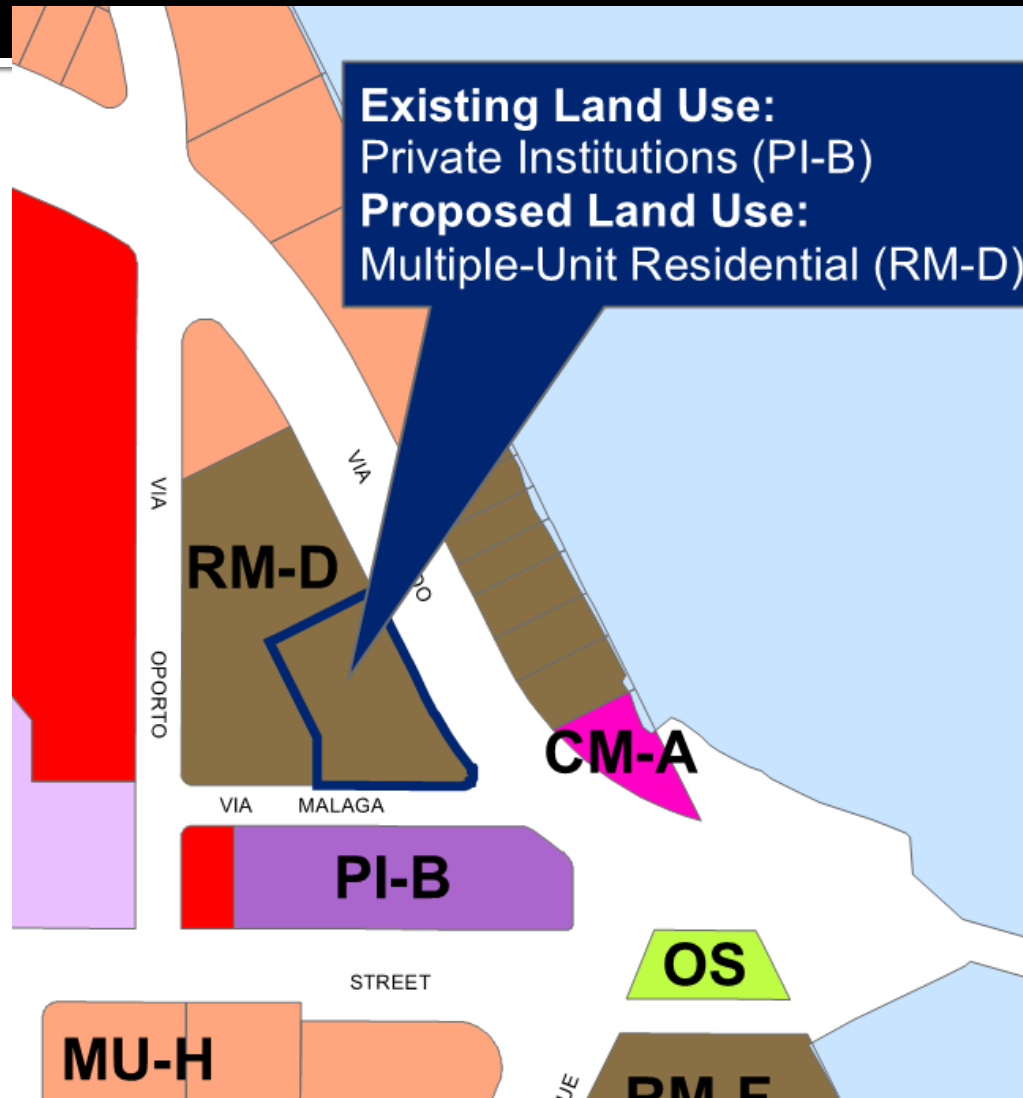 Existing Land Use:
Private Institutions (PI-B)
Proposed Land Use:
Multiple-Unit Residential (RM-D)
VIA
VIA
RM-D
DO
OPORTO
CM-A
VIA MALAGA
PI-B
OS
STREET
MU-H